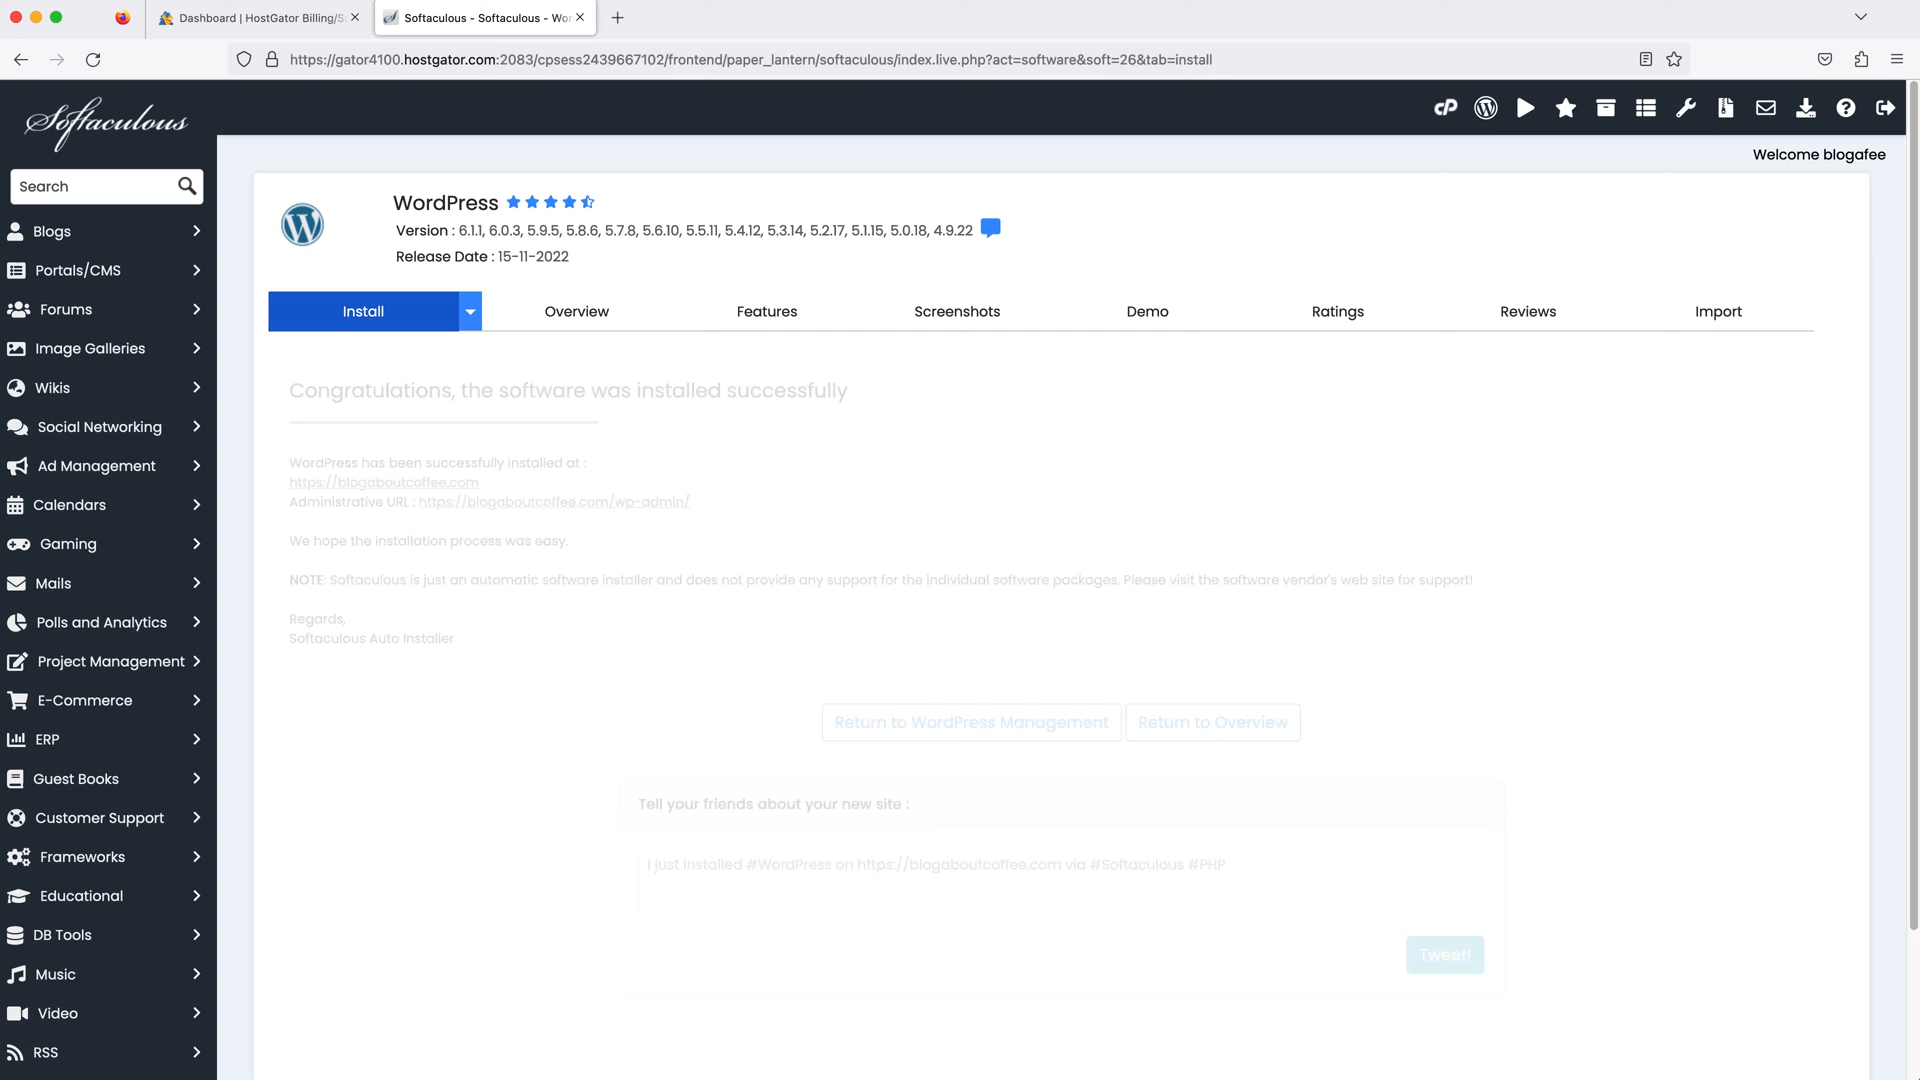 Dashboard | HostGator Billing/Su
Softaculous - Softaculous - Wor
https://gator4100.hostgator.com:2083/cpsess2439667102/frontend/paper_lantern/softaculous/index.live.php?act=software&soft=26&tab=install
Softaculous
cP
Welcome blogafee
Search
Blogs
Portals/CMS
Forums
Image Galleries
Wikis
Social Networking
Ad Management
Calendars
Gaming
Mails
Polls and Analytics
Project Management
E-Commerce
ERP
Guest Books
Customer Support
Frameworks
Educational
DB Tools
Music
Video
RSS
WordPress
Version : 6.1.1, 6.0.3, 5.9.5, 5.8.6, 5.7.8, 5.6.10, 5.5.11, 5.4.12, 5.3.14, 5.2.17, 5.1.15, 5.0.18, 4.9.22
Release Date : 15-11-2022
Install
Overview
Features
Screenshots
Demo
Ratings
Reviews
Import
Congratulations, the software was installed successfully
WordPress has been successfully installed at :
https://blogaboutcoffee.com
Administrative URL : https://blogaboutcoffee.com/wp-admin/
We hope the installation process was easy.
NOTE: Softaculous is just an automatic software installer and does not provide any support for the individual software packages. Please visit the software vendor's web site for support!
Regards,
Softaculous Auto Installer
Return to WordPress Management
Return to Overview
Tell your friends about your new site :
I just installed #WordPress on https://blogaboutcoffee.com via #Softaculous #PHP
Tweet!